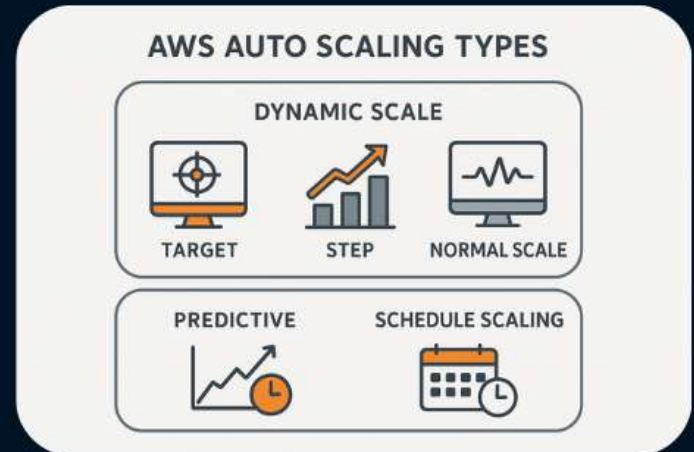 AWS AUTO SCALING TYPES
DYNAMIC SCALE
TARGET
STEP
NORMAL SCALE
PREDICTIVE
SCHEDULE SCALING